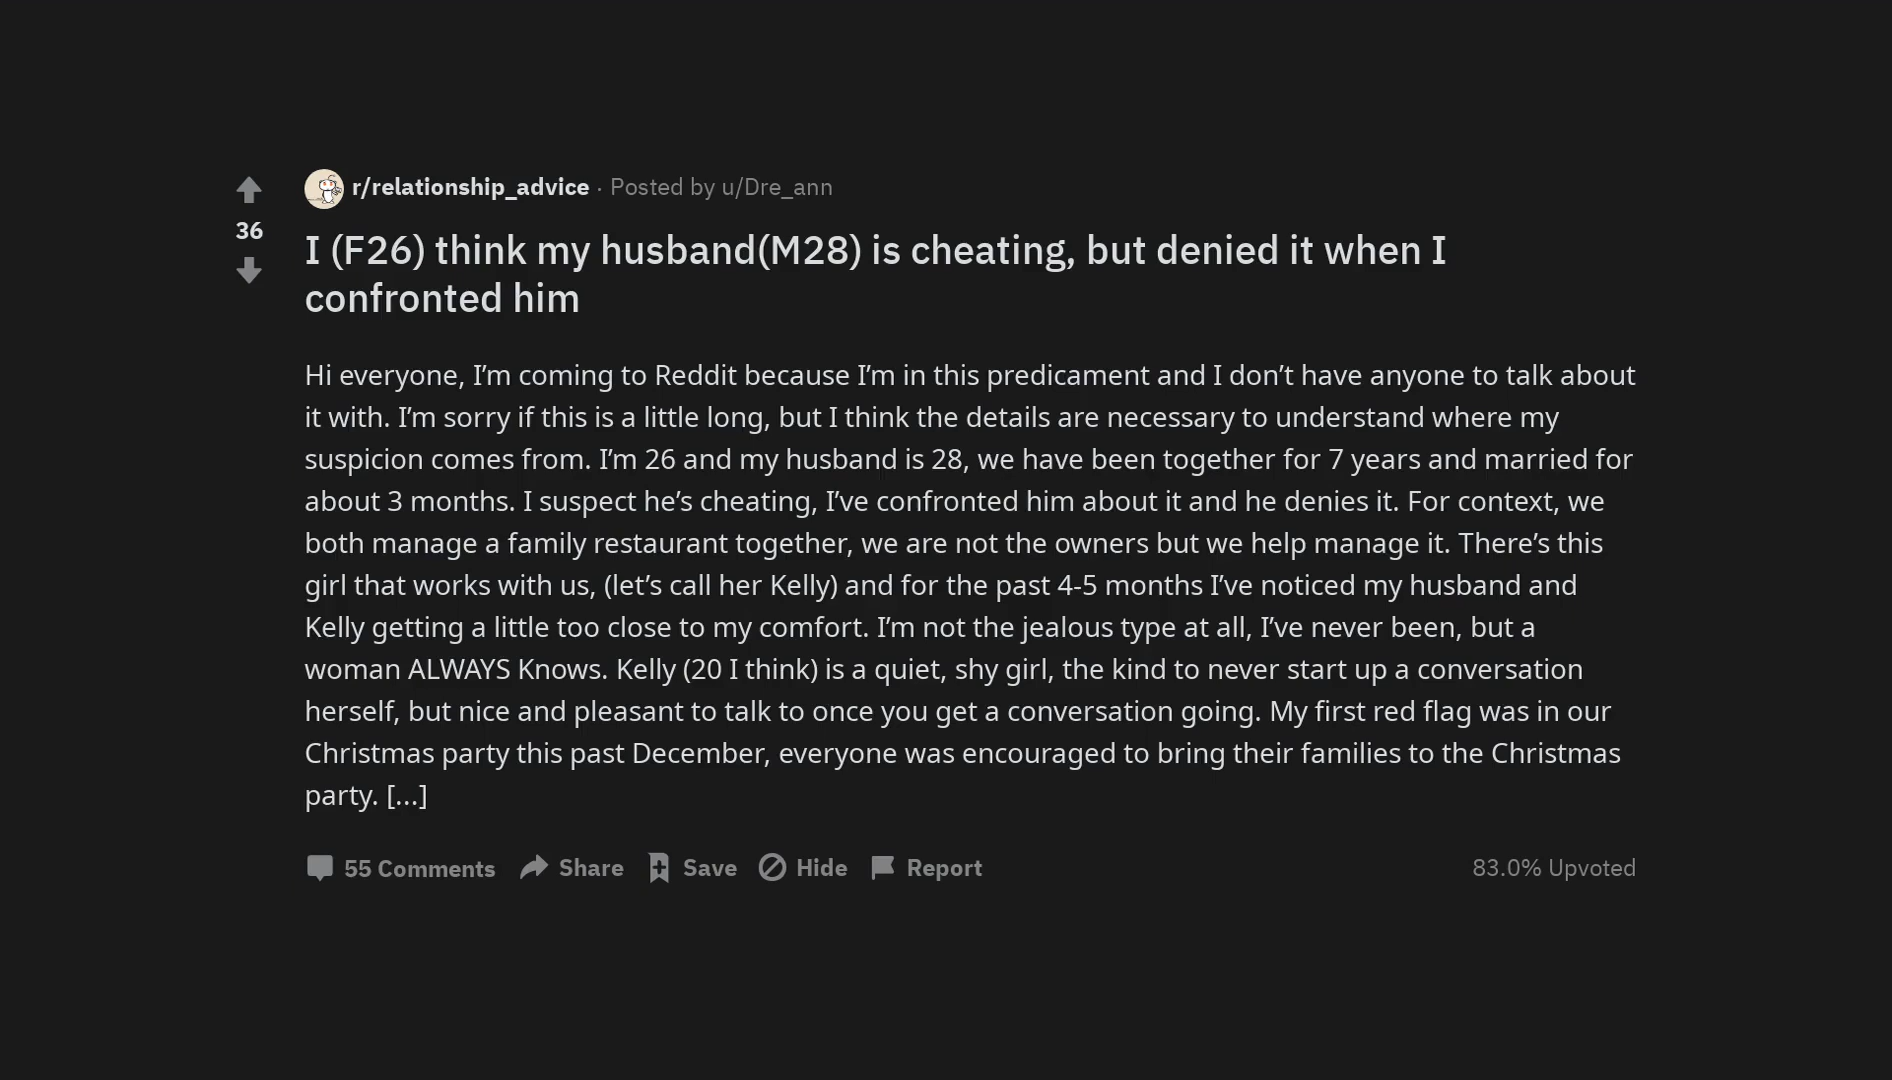 r/relationship_advice · Posted by u/Dre_ann
36
I (F26) think my husband(M28) is cheating, but denied it when I
confronted him
Hi everyone, I’m coming to Reddit because I’m in this predicament and I don’t have anyone to talk about
it with. I’m sorry if this is a little long, but I think the details are necessary to understand where my
suspicion comes from. I’m 26 and my husband is 28, we have been together for 7 years and married for
about 3 months. I suspect he’s cheating, I’ve confronted him about it and he denies it. For context, we
both manage a family restaurant together, we are not the owners but we help manage it. There’s this
girl that works with us, (let’s call her Kelly) and for the past 4-5 months I’ve noticed my husband and
Kelly getting a little too close to my comfort. I’m not the jealous type at all, I’ve never been, but a
woman ALWAYS Knows. Kelly (20 I think) is a quiet, shy girl, the kind to never start up a conversation
herself, but nice and pleasant to talk to once you get a conversation going. My first red flag was in our
Christmas party this past December, everyone was encouraged to bring their families to the Christmas
party. [...]
55 Comments Share Save Hide Report 83.0% Upvoted